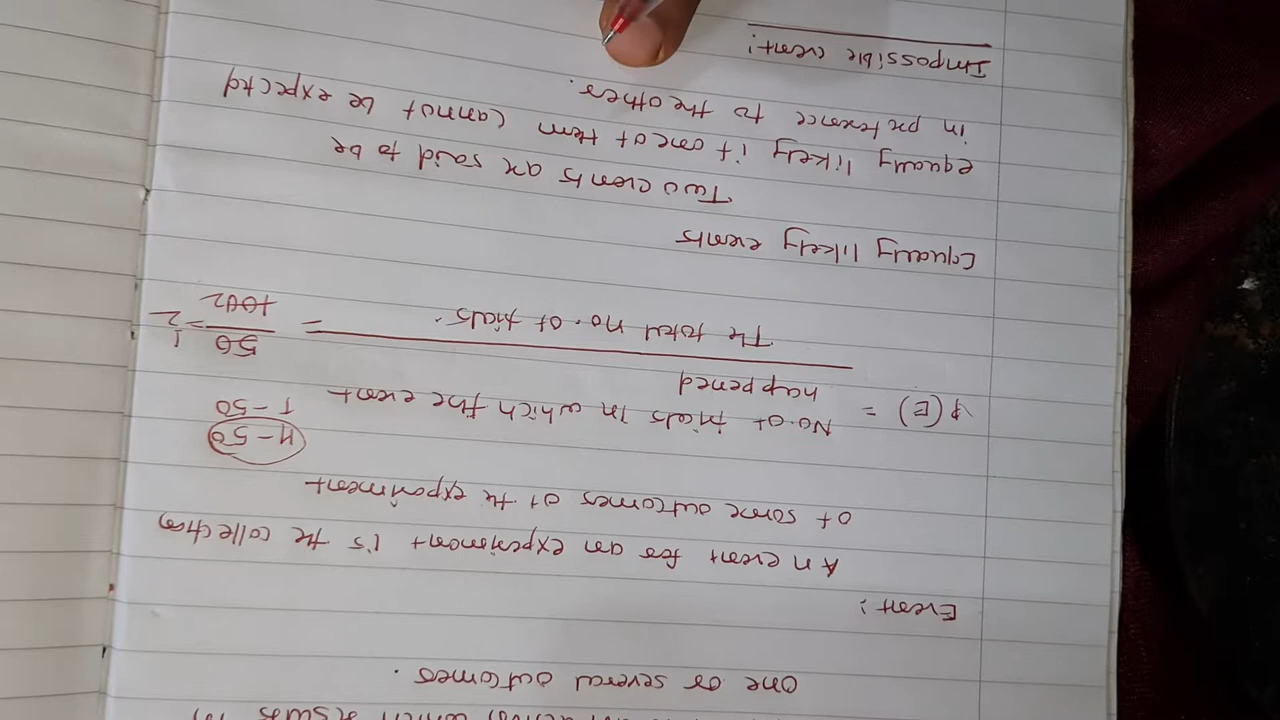 one or several outcomes.
Event:
An event for an experiment is the collection
of some outcomes of the experiment
H-50
T-50
P(E) = No. of trials in which the event happened
The total no. of trials. = 50 / 100 2 = 1 / 2
Equally likely events
Two events are said to be
equally likely if one of them cannot be expected
in preference to the others.
Impossible event: